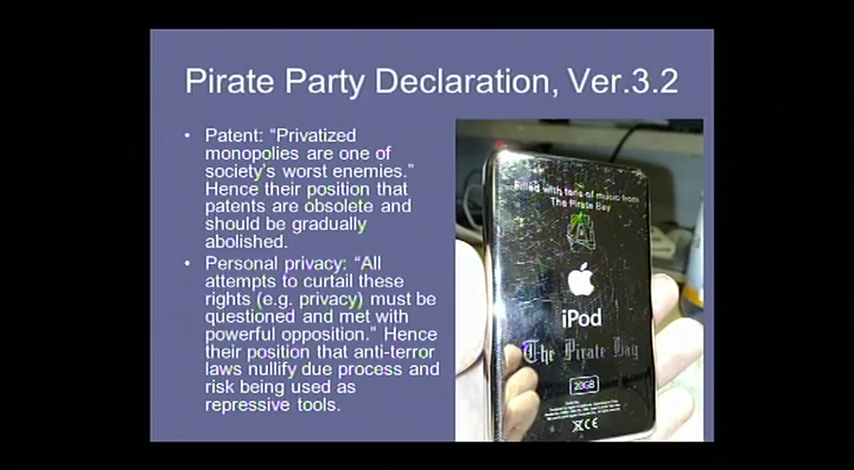 Pirate Party Declaration, Ver.3.2
• Patent: “Privatized
monopolies are one of
society’s worst enemies.”
Hence their position that
patents are obsolete and
should be gradually
abolished.
• Personal privacy: “All
attempts to curtail these
rights (e.g. privacy) must be
questioned and met with
powerful opposition.” Hence
their position that anti-terror
laws nullify due process and
risk being used as
repressive tools.
Filled with tons of music from
The Pirate Bay
iPod
The Pirate Bay
20GB